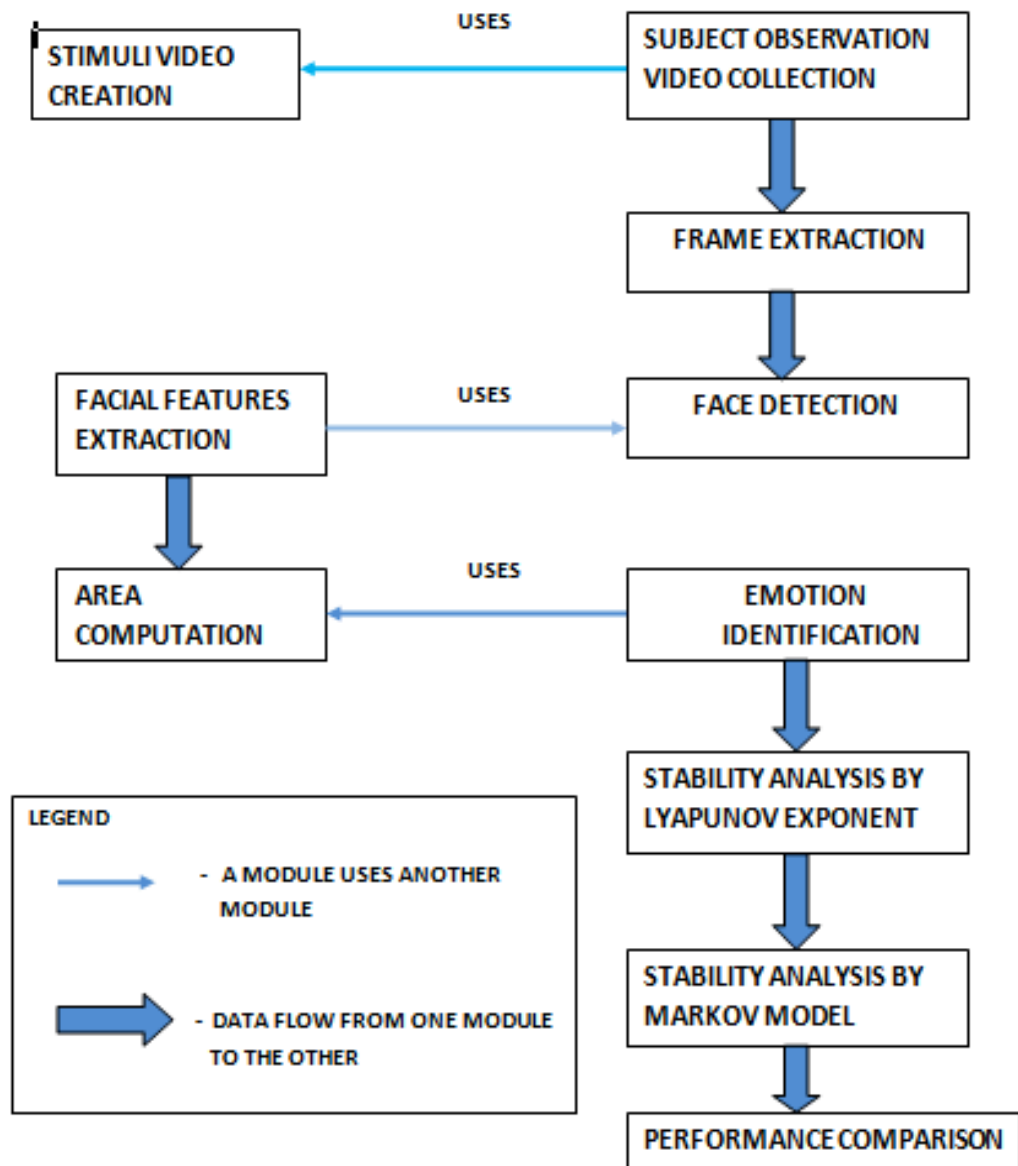 USES
STIMULI VIDEO
CREATION
SUBJECT OBSERVATION
VIDEO COLLECTION
FRAME EXTRACTION
FACIAL FEATURES
EXTRACTION
USES
FACE DETECTION
AREA
COMPUTATION
USES
EMOTION
IDENTIFICATION
STABILITY ANALYSIS BY
LYAPUNOV EXPONENT
LEGEND
- A MODULE USES ANOTHER
MODULE
- DATA FLOW FROM ONE MODULE
TO THE OTHER
STABILITY ANALYSIS BY
MARKOV MODEL
PERFORMANCE COMPARISON